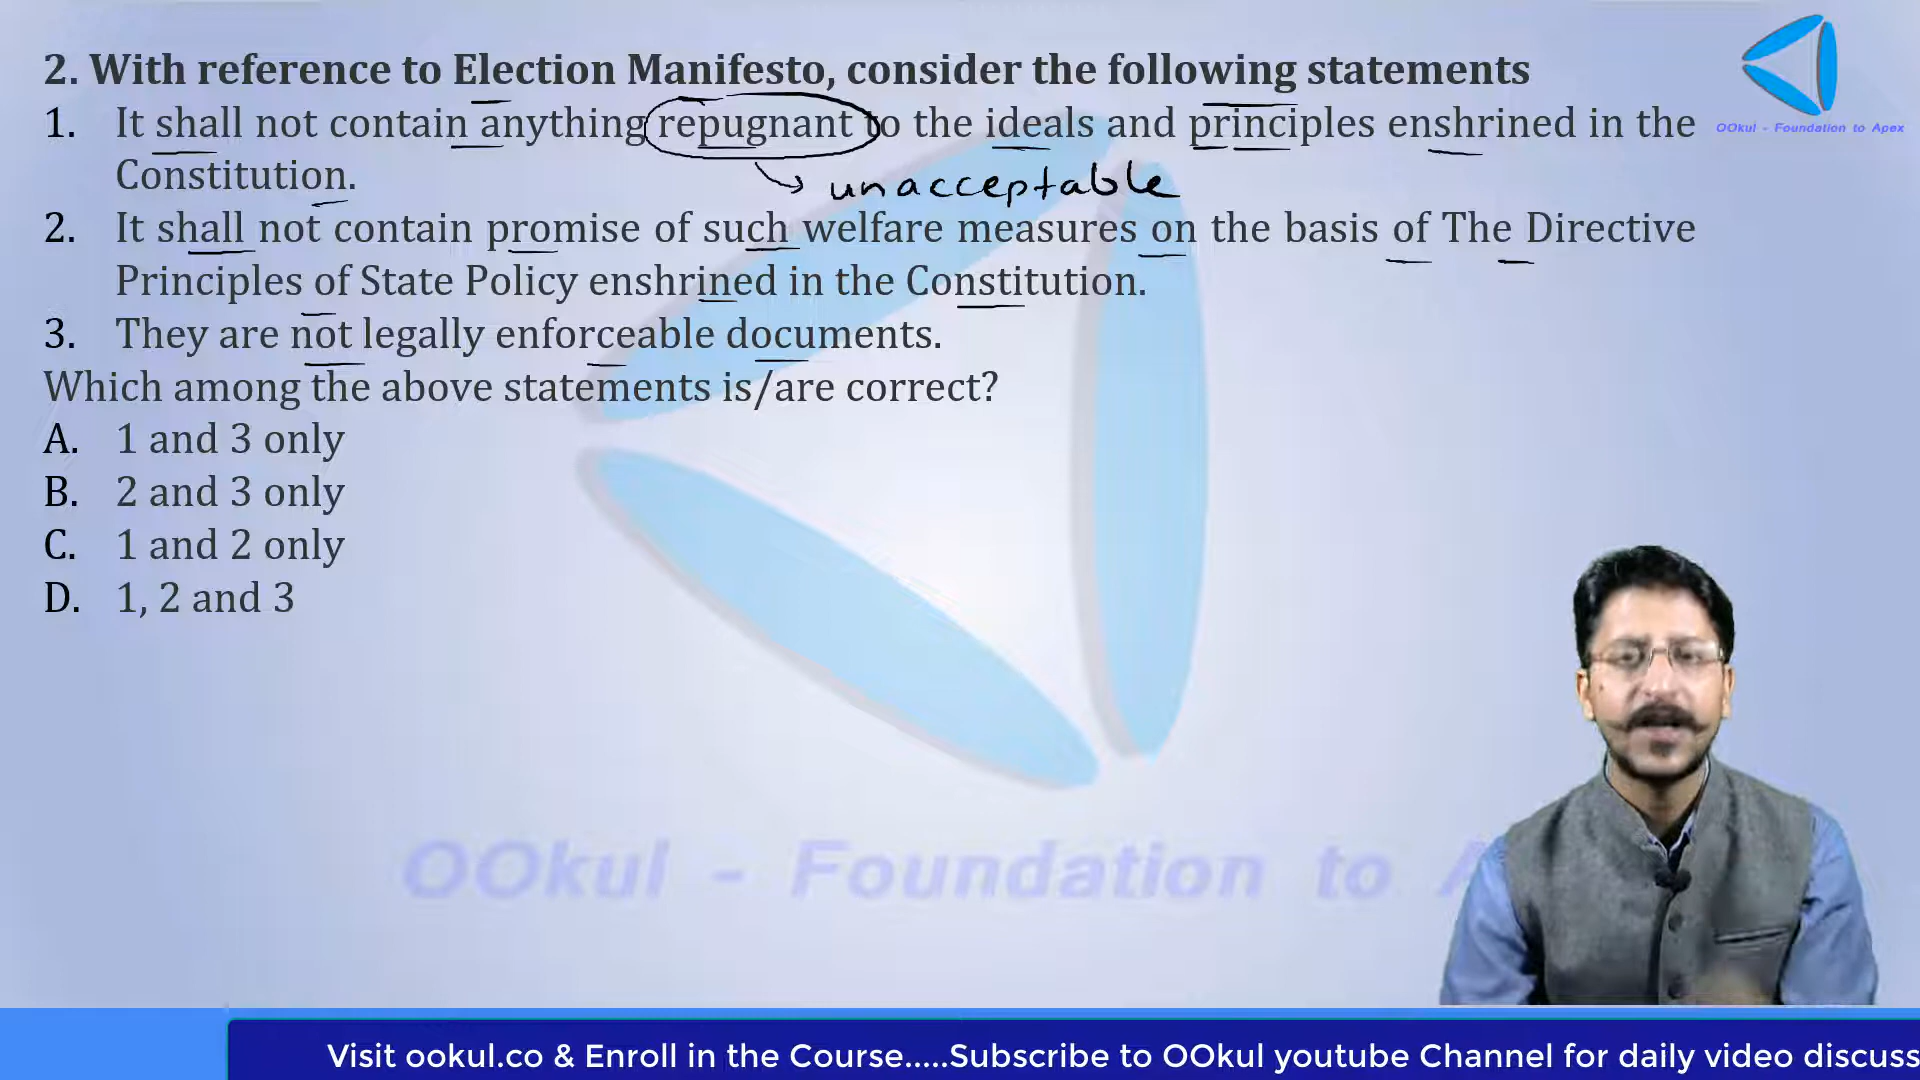 2. With reference to Election Manifesto, consider the following statements
1. It shall not contain anything repugnant to the ideals and principles enshrined in the
Constitution.
unacceptable
2. It shall not contain promise of such welfare measures on the basis of The Directive
Principles of State Policy enshrined in the Constitution.
3. They are not legally enforceable documents.
Which among the above statements is/are correct?
A. 1 and 3 only
B. 2 and 3 only
C. 1 and 2 only
D. 1, 2 and 3
OOkul - Foundation to Apex
OOkul - Foundation to A
Visit ookul.co & Enroll in the Course.....Subscribe to OOkul youtube Channel for daily video discuss